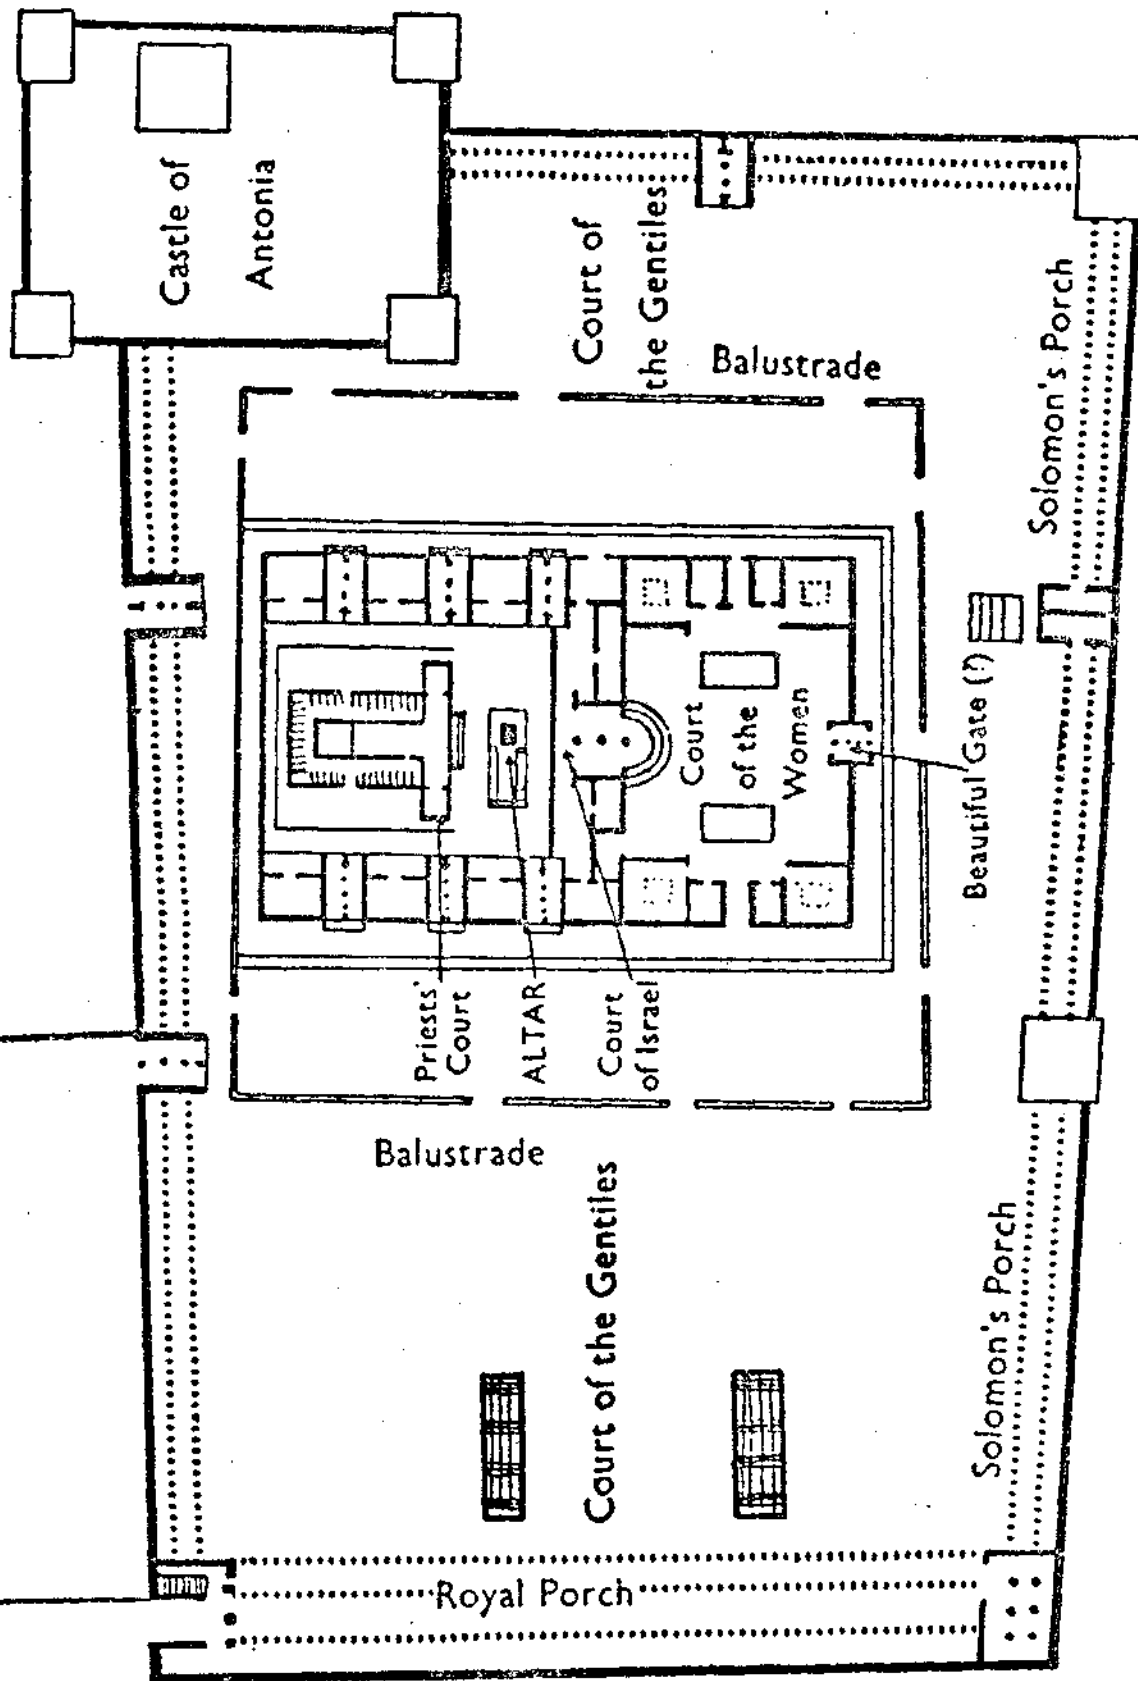 Castle of
Antonia
Court of
the Gentiles
Balustrade
Solomon's Porch
Court
of the
Women
Beautiful Gate (?)
Priests'
Court
ALTAR
Court
of Israel
Balustrade
Court of the Gentiles
Solomon's Porch
Royal Porch